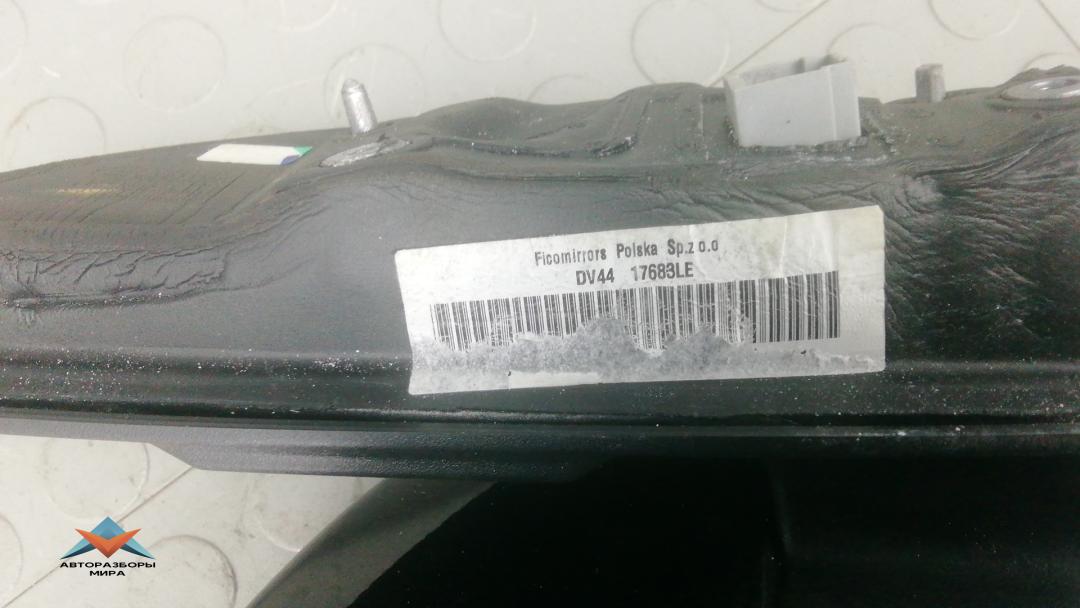 Ficomirrors Polska Sp.z o.o
DV44 17683LE
АВТОРАЗБОРЫ
МИРА